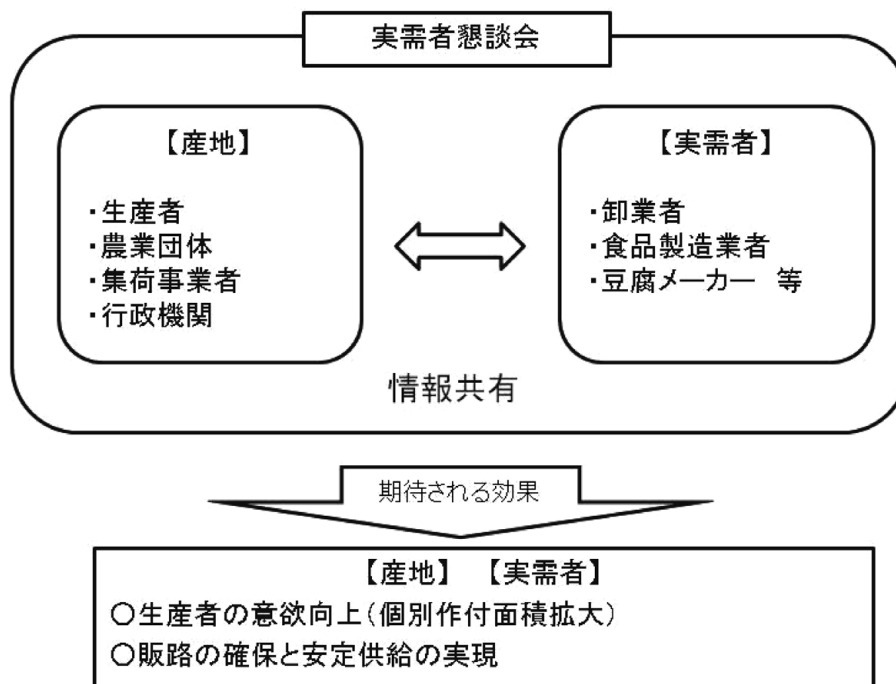 実需者懇談会
【産地】
・生産者
・農業団体
・集荷事業者
・行政機関
【実需者】
・卸業者
・食品製造業者
・豆腐メーカー 等
情報共有
期待される効果
【産地】 【実需者】
○生産者の意欲向上(個別作付面積拡大)
○販路の確保と安定供給の実現